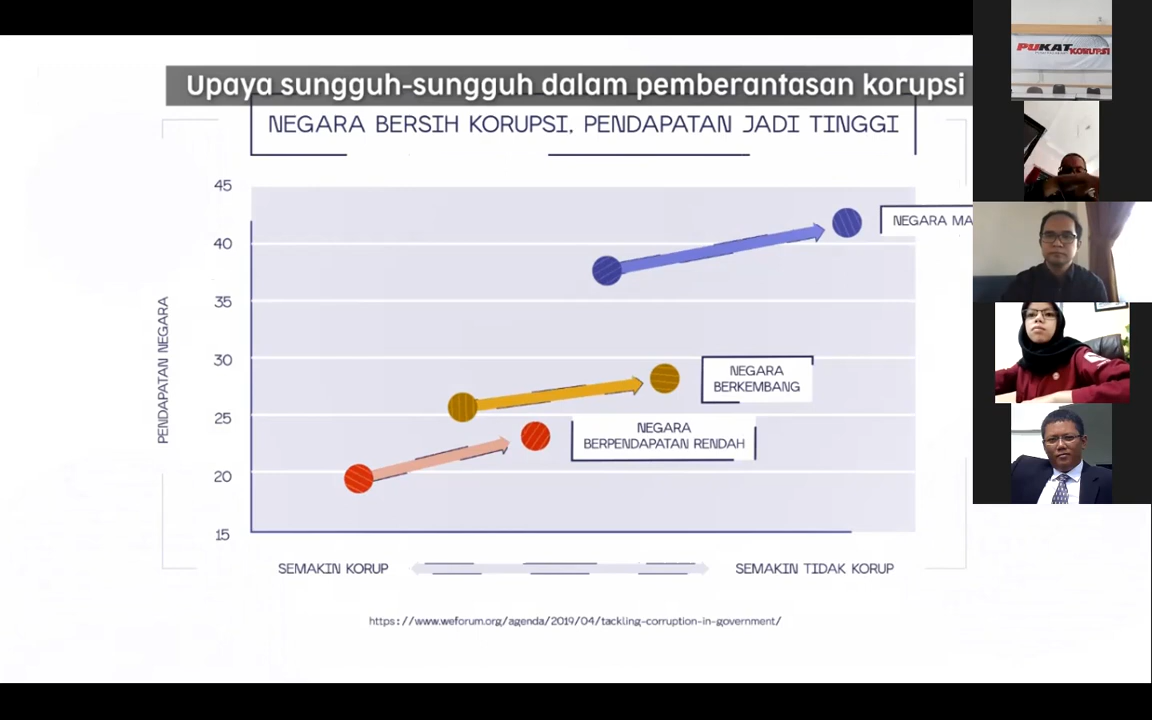 Upaya sungguh-sungguh dalam pemberantasan korupsi
NEGARA BERSIH KORUPSI, PENDAPATAN JADI TINGGI
PUKAT KORUPSI
PENDAPATAN NEGARA
45
40
35
30
25
20
15
NEGARA MA
NEGARA
BERKEMBANG
NEGARA
BERPENDAPATAN RENDAH
SEMAKIN KORUP
SEMAKIN TIDAK KORUP
https://www.weforum.org/agenda/2019/04/tackling-corruption-in-government/